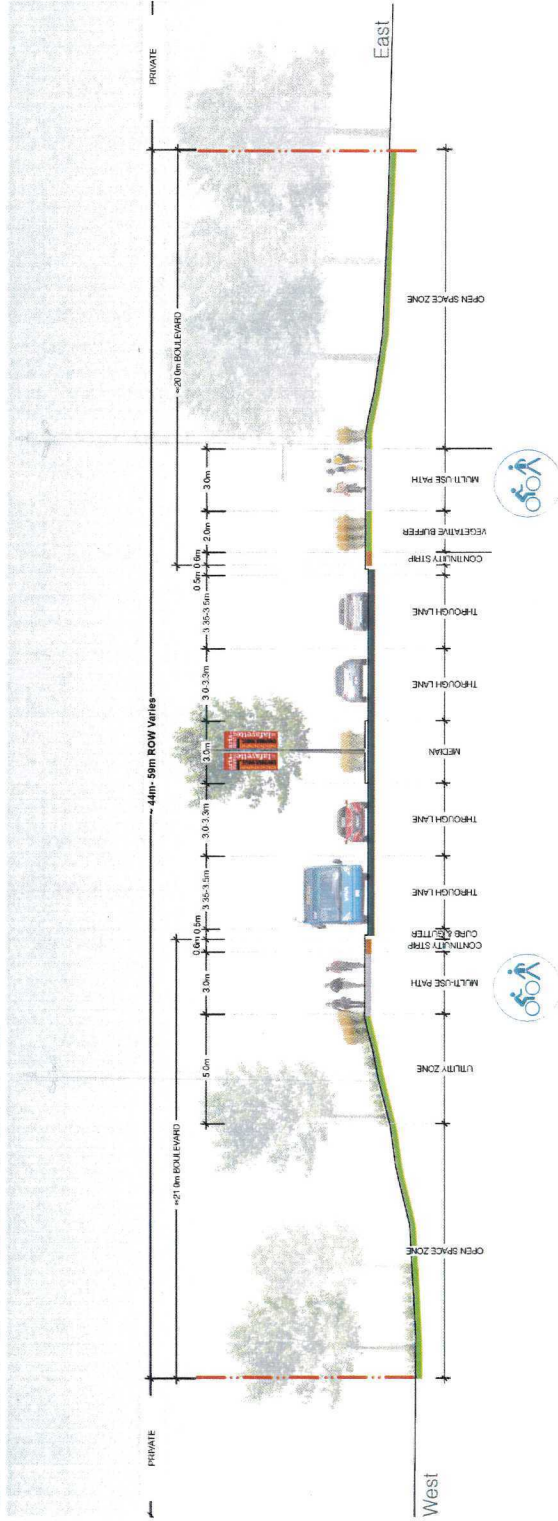 PRIVATE
PRIVATE
~ 44m- 59m ROW Varies
≈21.0m BOULEVARD
≈20.0m BOULEVARD
5.0m
3.0m
0.6m
0.5m
3.35-3.5m
3.0-3.3m
3.0m
3.0-3.3m
3.35-3.5m
0.5m
0.6m
2.0m
3.0m
lafayette
lafayette
West
East
OPEN SPACE ZONE
UTILITY ZONE
MULTI-USE PATH
CONTINUITY STRIP
CURB & GUTTER
THROUGH LANE
THROUGH LANE
MEDIAN
THROUGH LANE
THROUGH LANE
CONTINUITY STRIP
VEGETATIVE BUFFER
MULTI USE PATH
OPEN SPACE ZONE